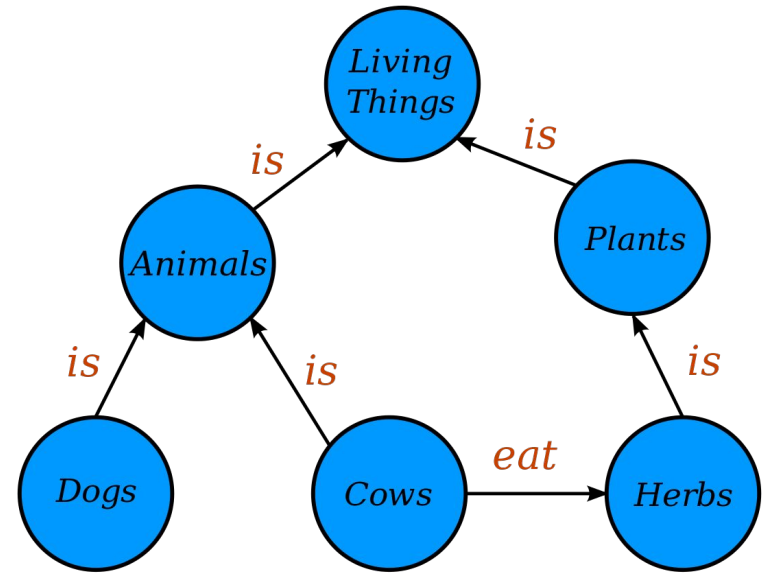 Living
Things
is
is
Animals
Plants
is
is
is
Dogs
Cows
eat
Herbs